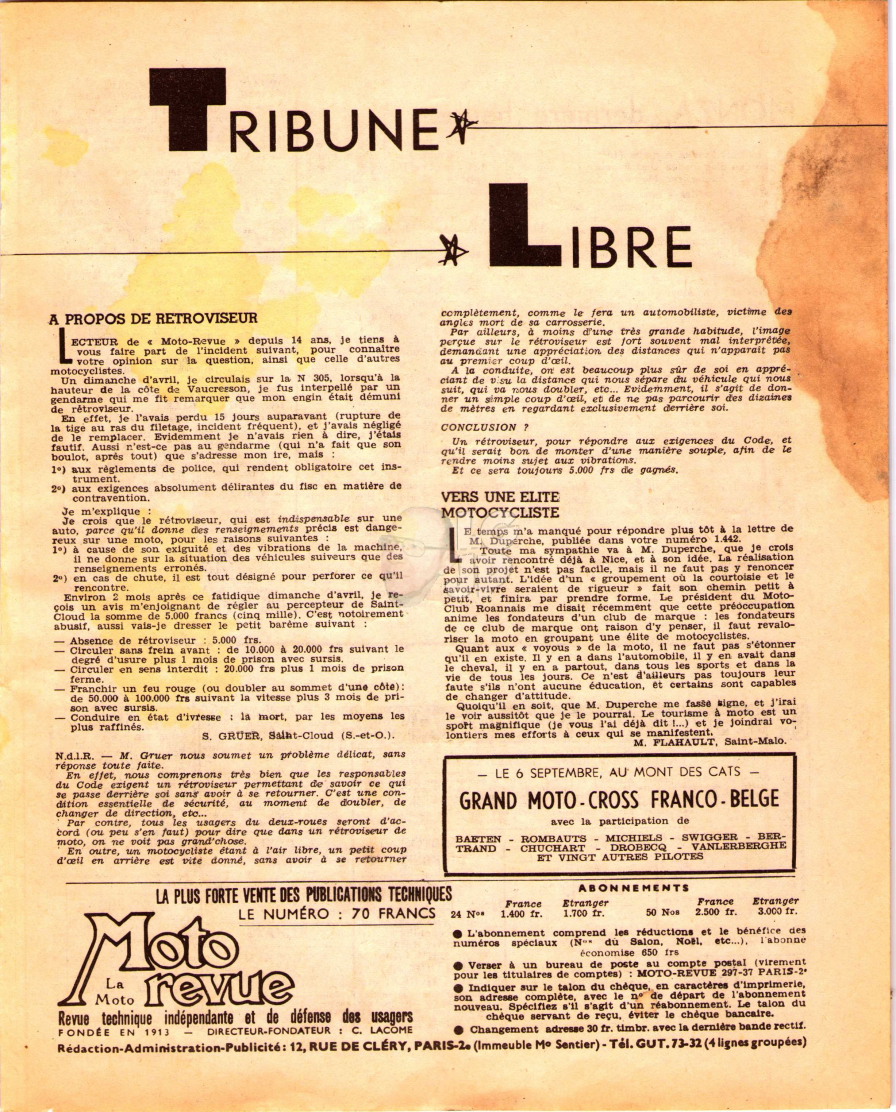 TRIBUNE
LIBRE
A PROPOS DE RETROVISEUR
LECTEUR de « Moto-Revue » depuis 14 ans, je tiens à
vous faire part de l'incident suivant, pour connaître
votre opinion sur la question, ainsi que celle d'autres
motocyclistes.
Un dimanche d'avril, je circulais sur la N 305, lorsqu'à la
hauteur de la côte de Vaucresson, je fus interpellé par un
gendarme qui me fit remarquer que mon engin était démuni
de rétroviseur.
En effet, je l'avais perdu 15 jours auparavant (rupture de
la tige au ras du filetage, incident fréquent), et j'avais négligé
de le remplacer. Evidemment je n'avais rien à dire, j'étais
fautif. Aussi n'est-ce pas au gendarme (qui n'a fait que son
boulot, après tout) que s'adresse mon ire, mais :
1°) aux règlements de police, qui rendent obligatoire cet ins-
trument.
2°) aux exigences absolument délirantes du fisc en matière de
contravention.
Je m'explique :
Je crois que le rétroviseur, qui est indispensable sur une
auto, parce qu'il donne des renseignements précis est dange-
reux sur une moto, pour les raisons suivantes :
1°) à cause de son exiguité et des vibrations de la machine,
il ne donne sur la situation des véhicules suiveurs que des
renseignements erronés.
2°) en cas de chute, il est tout désigné pour perforer ce qu'il
rencontre.
Environ 2 mois après ce fatidique dimanche d'avril, je re-
çois un avis m'enjoignant de régler au percepteur de Saint-
Cloud la somme de 5.000 francs (cinq mille). C'est notoirement
abusif, aussi vais-je dresser le petit barème suivant :
— Absence de rétroviseur : 5.000 frs.
— Circuler sans frein avant : de 10.000 à 20.000 frs suivant le
degré d'usure plus 1 mois de prison avec sursis.
— Circuler en sens interdit : 20.000 frs plus 1 mois de prison
ferme.
— Franchir un feu rouge (ou doubler au sommet d'une côte) :
de 50.000 à 100.000 frs suivant la vitesse plus 3 mois de pri-
son avec sursis.
— Conduire en état d'ivresse : la mort, par les moyens les
plus raffinés.
S. GRUER, Saint-Cloud (S.-et-O.).
N.d.l.R. — M. Gruer nous soumet un problème délicat, sans
réponse toute faite.
En effet, nous comprenons très bien que les responsables
du Code exigent un rétroviseur permettant de savoir ce qui
se passe derrière soi sans avoir à se retourner. C'est une con-
dition essentielle de sécurité, au moment de doubler, de
changer de direction, etc...
Par contre, tous les usagers du deux-roues seront d'ac-
cord (ou peu s'en faut) pour dire que dans un rétroviseur de
moto, on ne voit pas grand'chose.
En outre, un motocycliste étant à l'air libre, un petit coup
d'œil en arrière est vite donné, sans avoir à se retourner
complètement, comme le fera un automobiliste, victime des
angles mort de sa carrosserie.
Par ailleurs, à moins d'une très grande habitude, l'image
perçue sur le rétroviseur est fort souvent mal interprétée,
demandant une appréciation des distances qui n'apparait pas
au premier coup d'œil.
A la conduite, on est beaucoup plus sûr de soi en appré-
ciant de visu la distance qui nous sépare du véhicule qui nous
suit, qui va nous doubler, etc... Evidemment, il s'agit de don-
ner un simple coup d'œil, et de ne pas parcourir des dizaines
de mètres en regardant exclusivement derrière soi.
CONCLUSION ?
Un rétroviseur, pour répondre aux exigences du Code, et
qu'il serait bon de monter d'une manière souple, afin de le
rendre moins sujet aux vibrations.
Et ce sera toujours 5.000 frs de gagnés.
VERS UNE ELITE
MOTOCYCLISTE
LE temps m'a manqué pour répondre plus tôt à la lettre de
M. Duperche, publiée dans votre numéro 1.442.
Toute ma sympathie va à M. Duperche, que je crois
avoir rencontré déjà à Nice, et à son idée. La réalisation
de son projet n'est pas facile, mais il ne faut pas y renoncer
pour autant. L'idée d'un « groupement où la courtoisie et le
savoir-vivre seraient de rigueur » fait son chemin petit à
petit, et finira par prendre forme. Le président du Moto-
Club Roannais me disait récemment que cette préoccupation
anime les fondateurs d'un club de marque : les fondateurs
de ce club de marque ont raison d'y penser, il faut revalo-
riser la moto en groupant une élite de motocyclistes.
Quant aux « voyous » de la moto, il ne faut pas s'étonner
qu'il en existe. Il y en a dans l'automobile, il y en avait dans
le cheval, il y en a partout, dans tous les sports et dans la
vie de tous les jours. Ce n'est d'ailleurs pas toujours leur
faute s'ils n'ont aucune éducation, et certains sont capables
de changer d'attitude.
Quoiqu'il en soit, que M. Duperche me fasse signe, et j'irai
le voir aussitôt que je le pourrai. Le tourisme à moto est un
sport magnifique (je vous l'ai déjà dit !...) et je joindrai vo-
lontiers mes efforts à ceux qui se manifestent.
M. FLAHAULT, Saint-Malo.
— LE 6 SEPTEMBRE, AU MONT DES CATS —
GRAND MOTO-CROSS FRANCO-BELGE
avec la participation de
BAETEN - ROMBAUTS - MICHIELS - SWIGGER - BER-
TRAND - CHUCHART - DROBECQ - VANLERBERGHE
ET VINGT AUTRES PILOTES
LA PLUS FORTE VENTE DES PUBLICATIONS TECHNIQUES
LE NUMÉRO : 70 FRANCS
La Moto
Moto revue
Revue technique indépendante et de défense des usagers
FONDÉE EN 1913 — DIRECTEUR-FONDATEUR : C. LACOME
ABONNEMENTS
France Etranger France Etranger
24 Nos 1.400 fr. 1.700 fr. 50 Nos 2.500 fr. 3.000 fr.
● L'abonnement comprend les réductions et le bénéfice des
numéros spéciaux (Nos du Salon, Noël, etc...), l'abonné
économise 650 frs
● Verser à un bureau de poste au compte postal (virement
pour les titulaires de comptes) : MOTO-REVUE 297-37 PARIS-2e
● Indiquer sur le talon du chèque, en caractères d'imprimerie,
son adresse complète, avec le n° de départ de l'abonnement
nouveau. Spécifiez s'il s'agit d'un réabonnement. Le talon du
chèque servant de reçu, éviter le chèque bancaire.
● Changement adresse 30 fr. timbr. avec la dernière bande rectif.
Rédaction-Administration-Publicité : 12, RUE DE CLÉRY, PARIS-2e (Immeuble Mo Sentier) - Tél. GUT. 73-32 (4 lignes groupées)